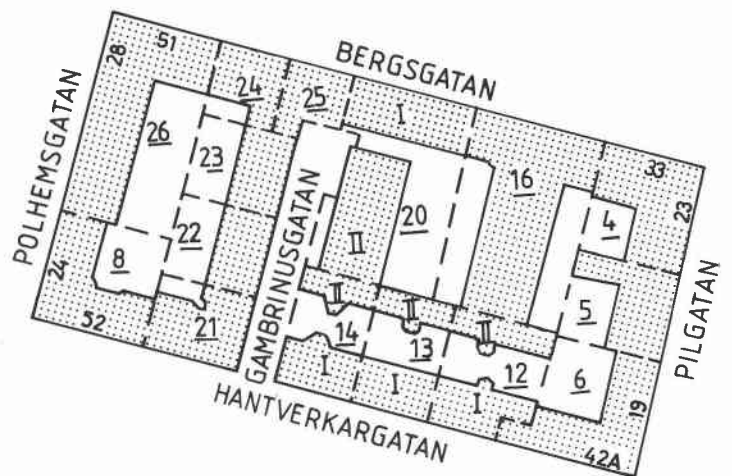 51
28
24
25
BERGSGATAN
I
33
26
23
16
4
23
POLHEMSGATAN
GAMBRINUSGATAN
II
20
22
8
24
52
21
II
II
II
14
13
12
5
6
I
I
I
19
42A
PILGATAN
HANTVERKARGATAN